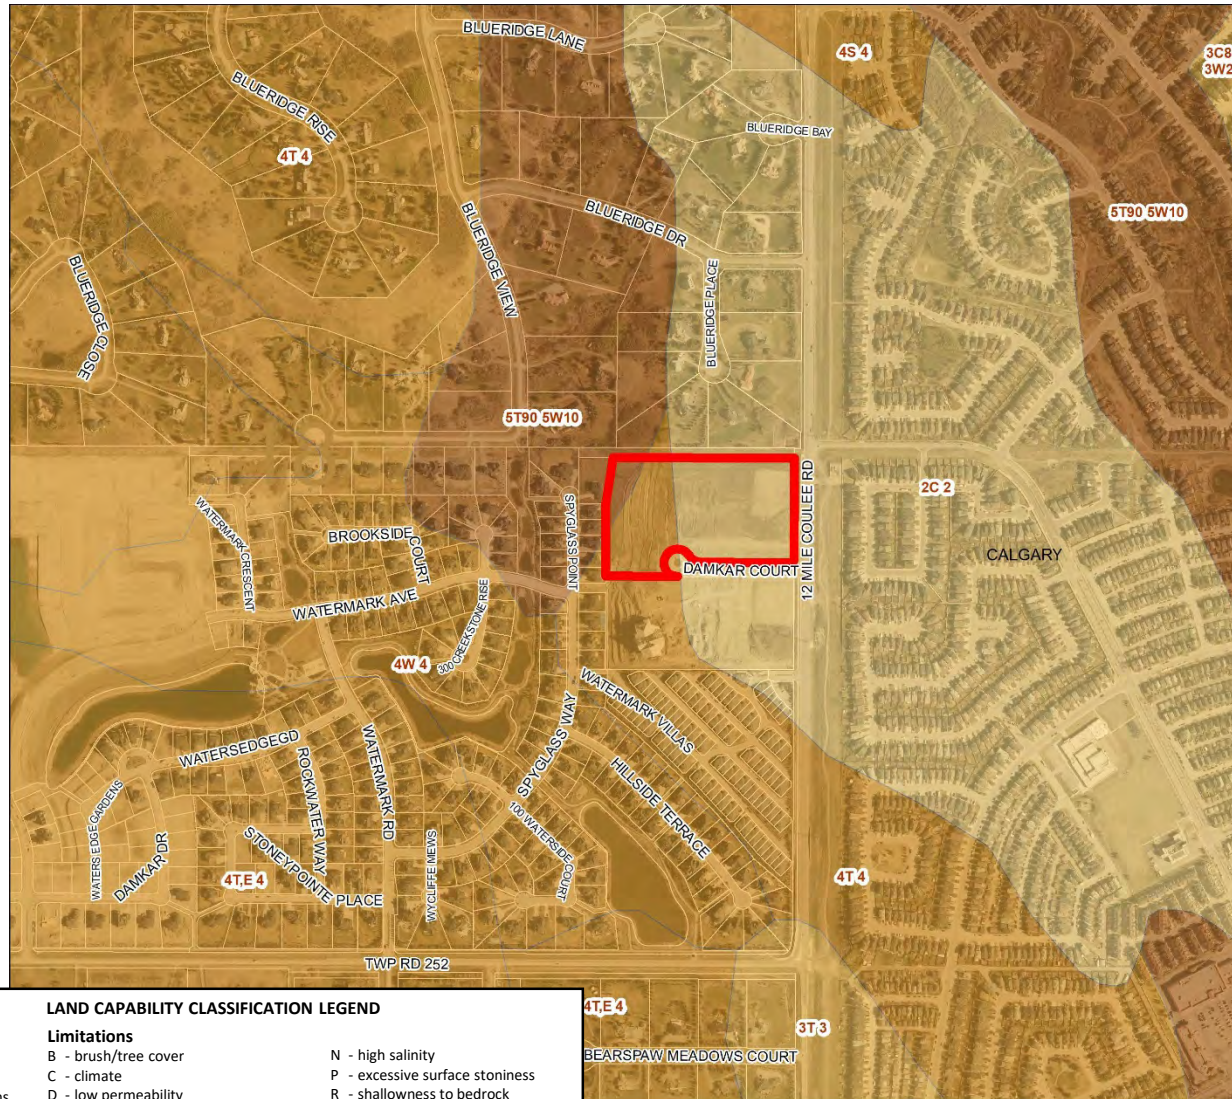 BLUERIDGE LANE
4S 4
3C8
3W2
BLUERIDGE RISE
BLUERIDGE BAY
4T 4
5T90 5W10
BLUERIDGE DR
BLUERIDGE VIEW
BLUERIDGE CLOSE
BLUERIDGE PLACE
5T90 5W10
12 MILE COULEE RD
2C 2
WATERMARK CRESCENT
SPYGLASS POINT
BROOKSIDE COURT
CALGARY
DAMKAR COURT
WATERMARK AVE
300 CREEKSTONE RISE
4W 4
WATERMARK VILLAS
WATERSEDGEGD
WATERMARK RD
SPYGLASS WAY
ROCKWATER WAY
HILLSIDE TERRACE
WATERSEDGE GARDENS
100 WATERSIDE COURT
STONEYPOINTE PLACE
DAMKAR DR
WYCLIFFE MEWS
4T,E 4
4T 4
TWP RD 252
4T,E 4
3T 3
BEARSPAW MEADOWS COURT
LAND CAPABILITY CLASSIFICATION LEGEND
Limitations
B - brush/tree cover
C - climate
D - low permeability
N - high salinity
P - excessive surface stoniness
R - shallowness to bedrock